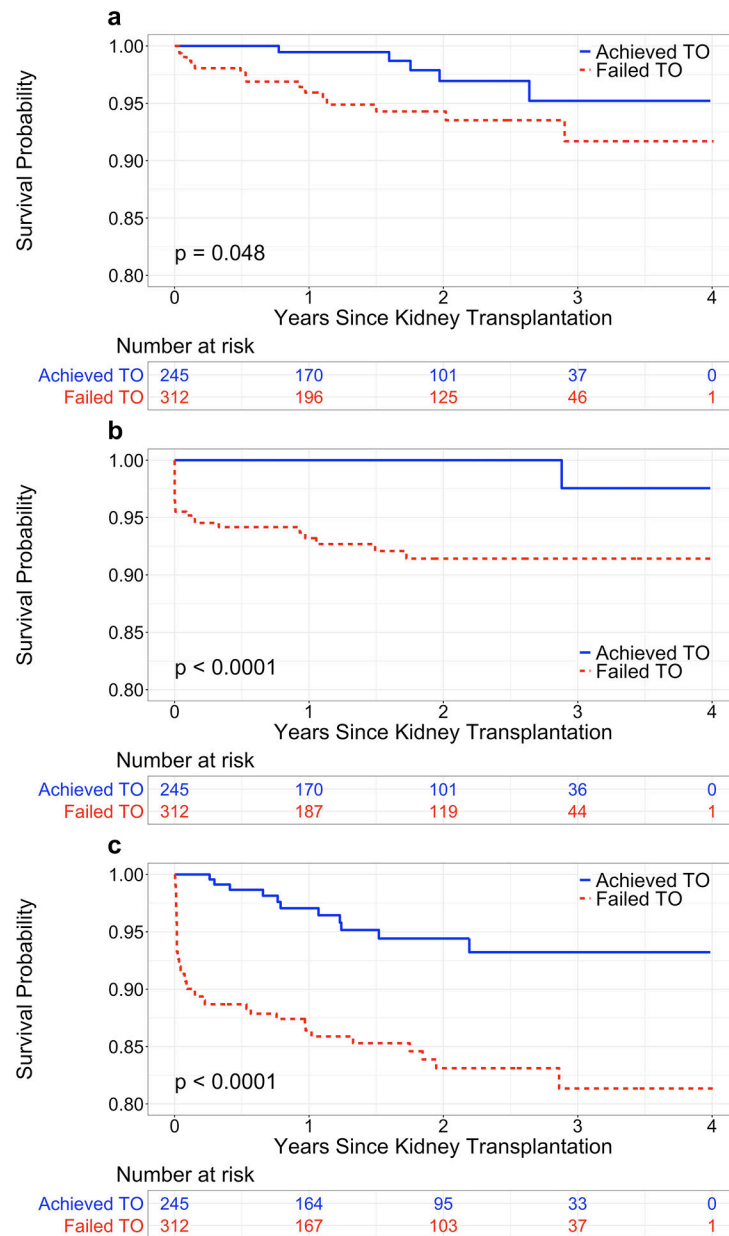 a
Survival Probability
1.00
0.95
0.90
0.85
0.80
Achieved TO
Failed TO
p = 0.048
0 1 2 3 4
Years Since Kidney Transplantation
Number at risk
Achieved TO 245 170 101 37 0
Failed TO 312 196 125 46 1
b
Survival Probability
1.00
0.95
0.90
0.85
0.80
Achieved TO
Failed TO
p < 0.0001
0 1 2 3 4
Years Since Kidney Transplantation
Number at risk
Achieved TO 245 170 101 36 0
Failed TO 312 187 119 44 1
c
Survival Probability
1.00
0.95
0.90
0.85
0.80
Achieved TO
Failed TO
p < 0.0001
0 1 2 3 4
Years Since Kidney Transplantation
Number at risk
Achieved TO 245 164 95 33 0
Failed TO 312 167 103 37 1